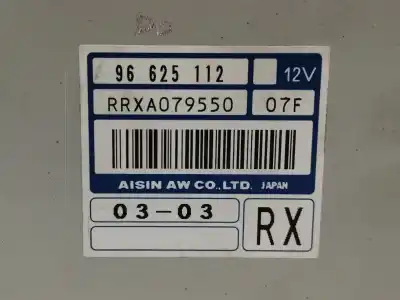 96 625 112 12V
RRXA079550 07F
AISIN AW CO.,LTD. JAPAN
03-03
RX